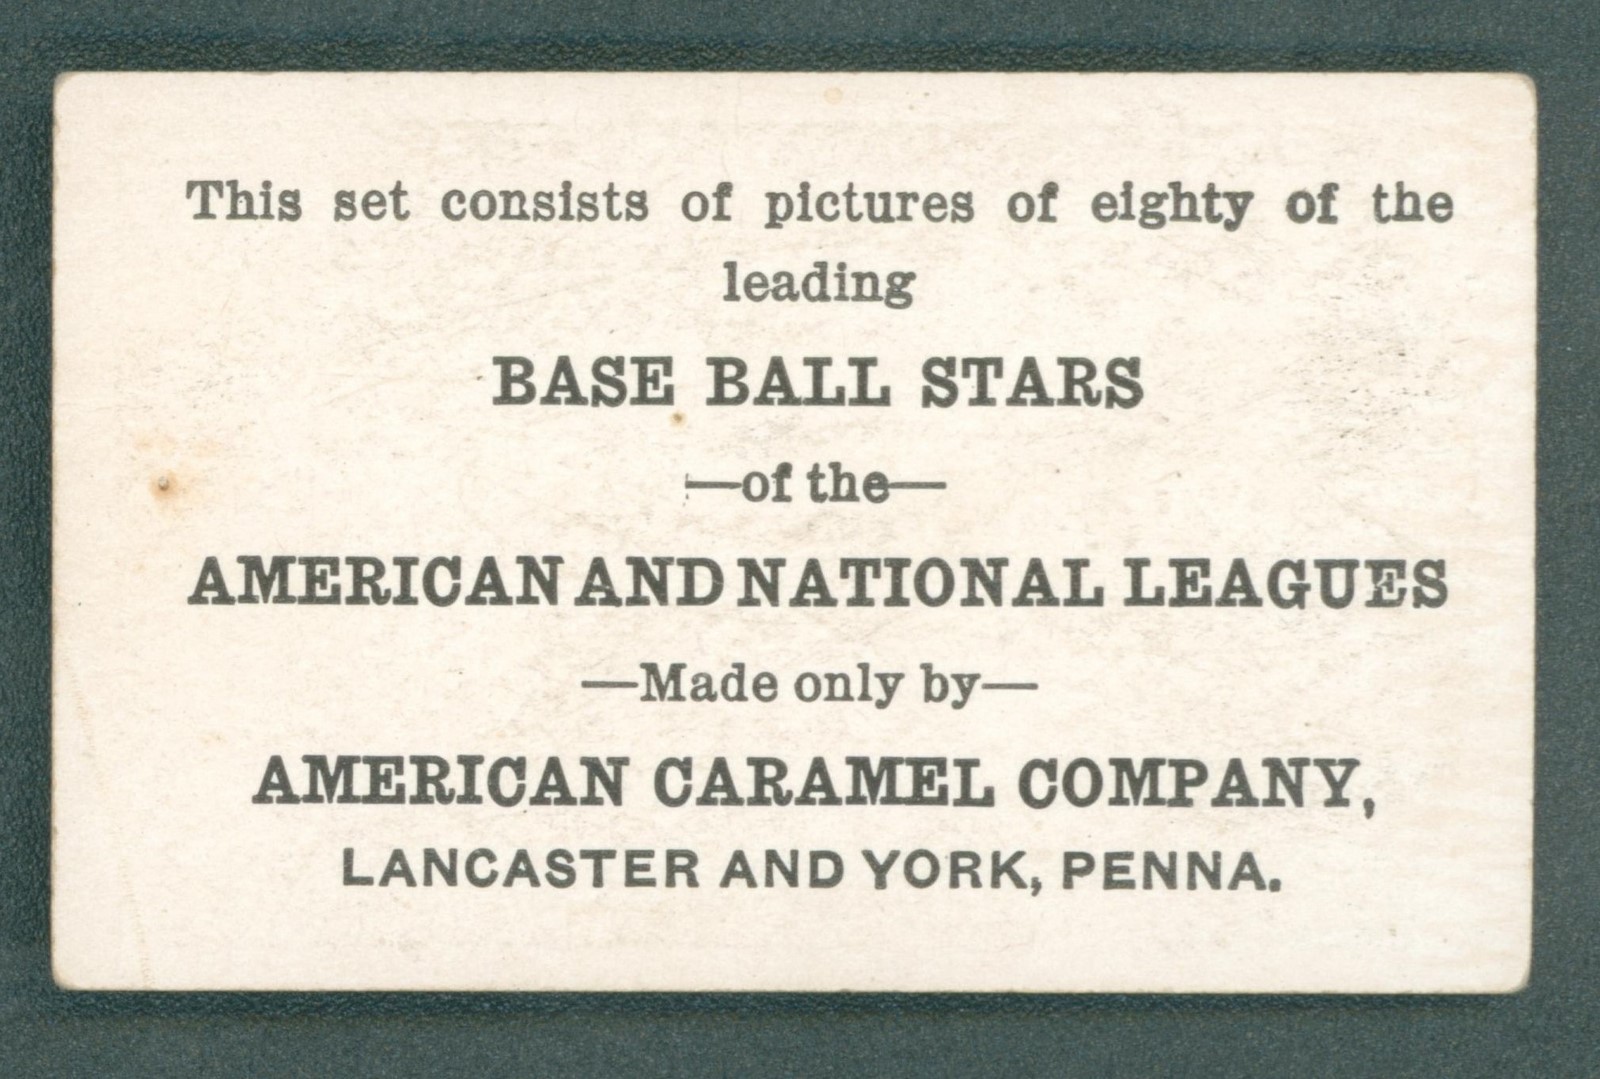 This set consists of pictures of eighty of the
leading
BASE BALL STARS
—of the—
AMERICAN AND NATIONAL LEAGUES
—Made only by—
AMERICAN CARAMEL COMPANY,
LANCASTER AND YORK, PENNA.